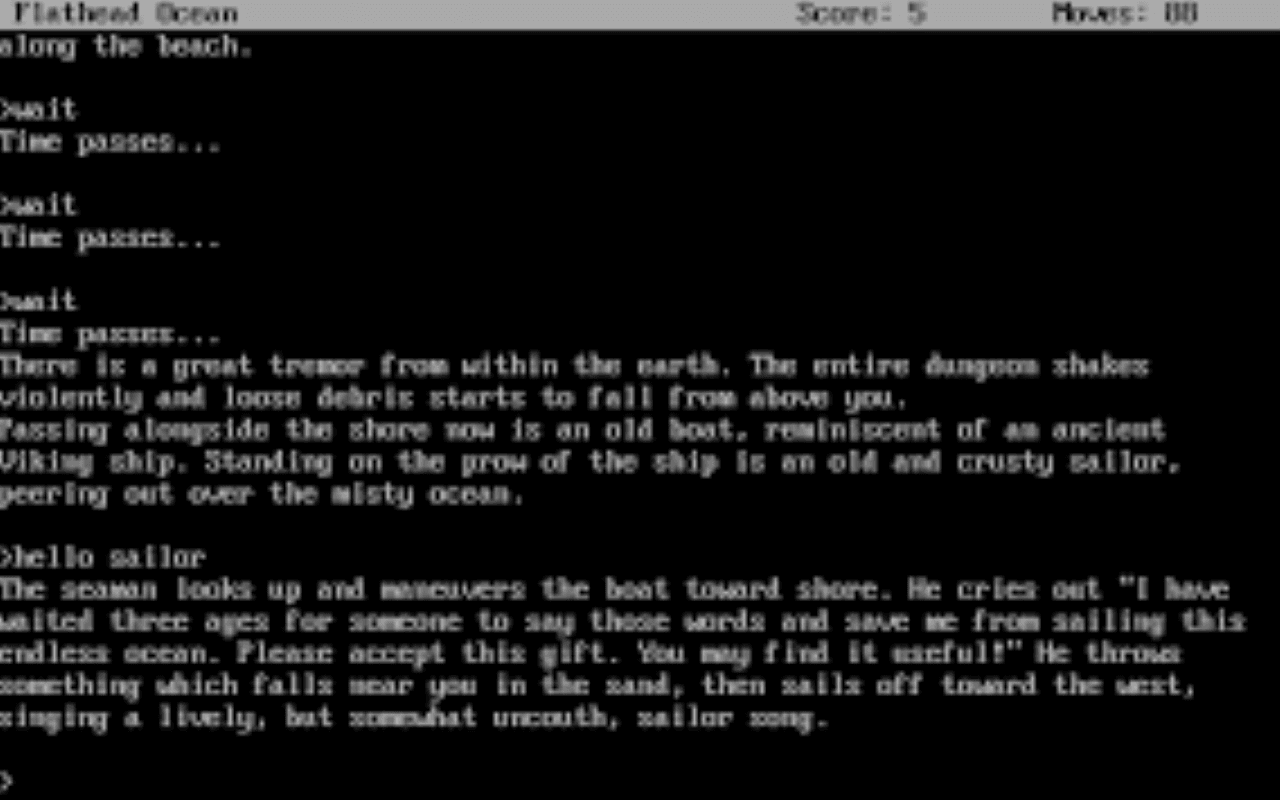 Flathead Ocean Score: 5 Moves: 88
along the beach.
>wait
Time passes...
>wait
Time passes...
>wait
Time passes...
There is a great tremor from within the earth. The entire dungeon shakes
violently and loose debris starts to fall from above you.
Passing alongside the shore now is an old boat, reminiscent of an ancient
Viking ship. Standing on the prow of the ship is an old and crusty sailor,
peering out over the misty ocean.
>hello sailor
The seaman looks up and maneuvers the boat toward shore. He cries out "I have
waited three ages for someone to say those words and save me from sailing this
endless ocean. Please accept this gift. You may find it useful!" He throws
something which falls near you in the sand, then sails off toward the west,
singing a lively, but somewhat uncouth, sailor song.
>